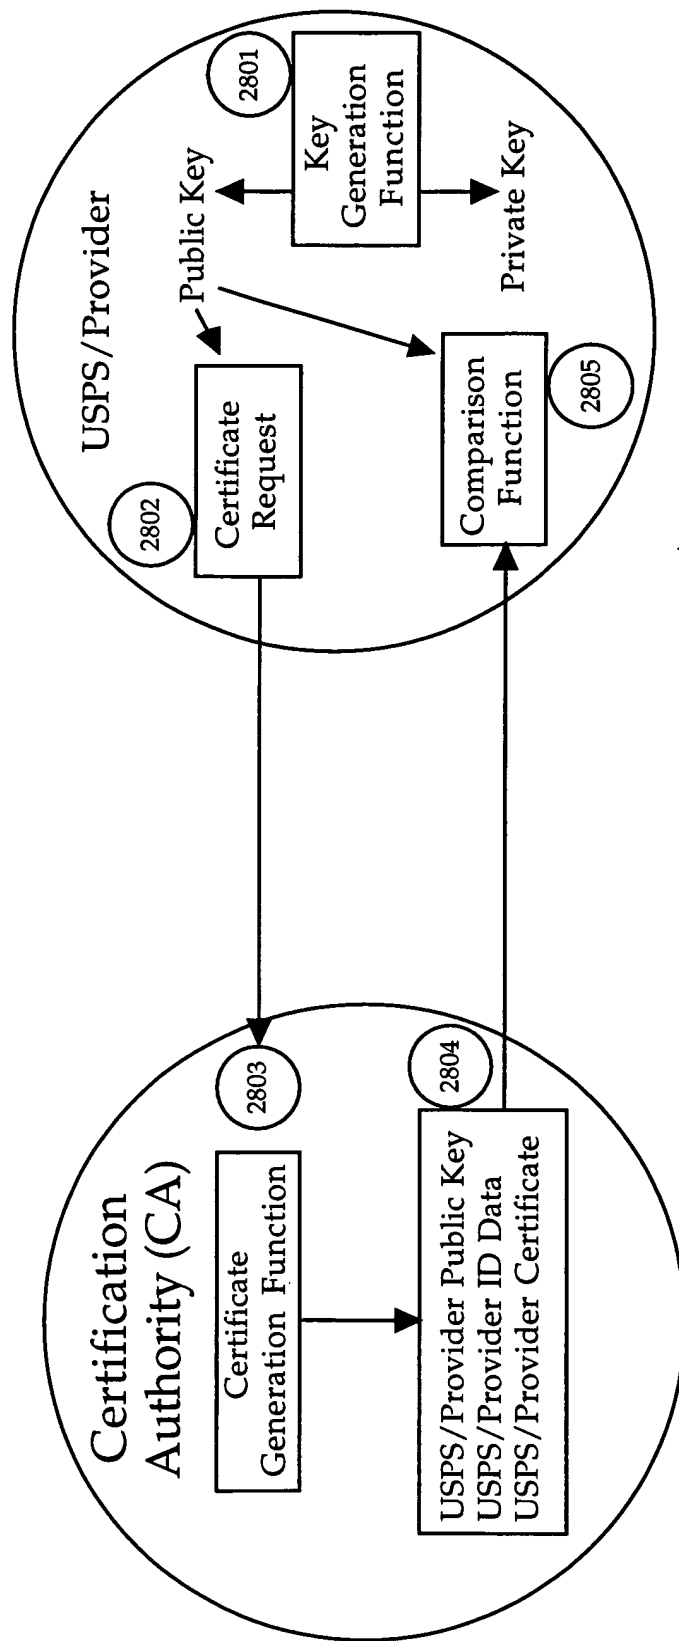 Certification
Authority (CA)
Certificate
Generation Function
2803
USPS/Provider Public Key
USPS/Provider ID Data
USPS/Provider Certificate
2804
USPS/Provider
2802
Certificate
Request
Public Key
2801
Key
Generation
Function
Private Key
Comparison
Function
2805